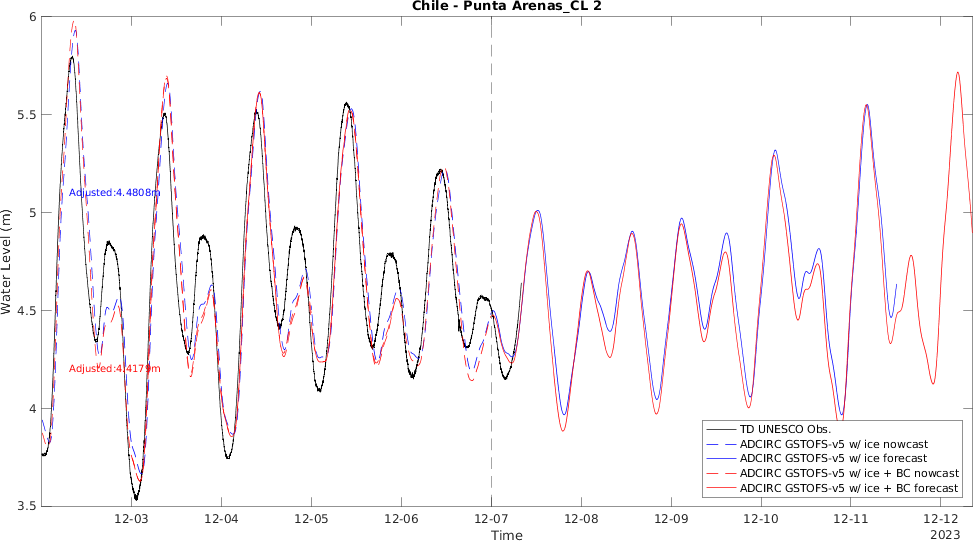 Chile - Punta Arenas_CL 2
6
5.5
5
4.5
4
3.5
Water Level (m)
Adjusted:4.4808m
Adjusted:4.4179m
TD UNESCO Obs.
ADCIRC GSTOFS-v5 w/ ice nowcast
ADCIRC GSTOFS-v5 w/ ice forecast
ADCIRC GSTOFS-v5 w/ ice + BC nowcast
ADCIRC GSTOFS-v5 w/ ice + BC forecast
12-03 12-04 12-05 12-06 12-07 12-08 12-09 12-10 12-11 12-12
Time 2023